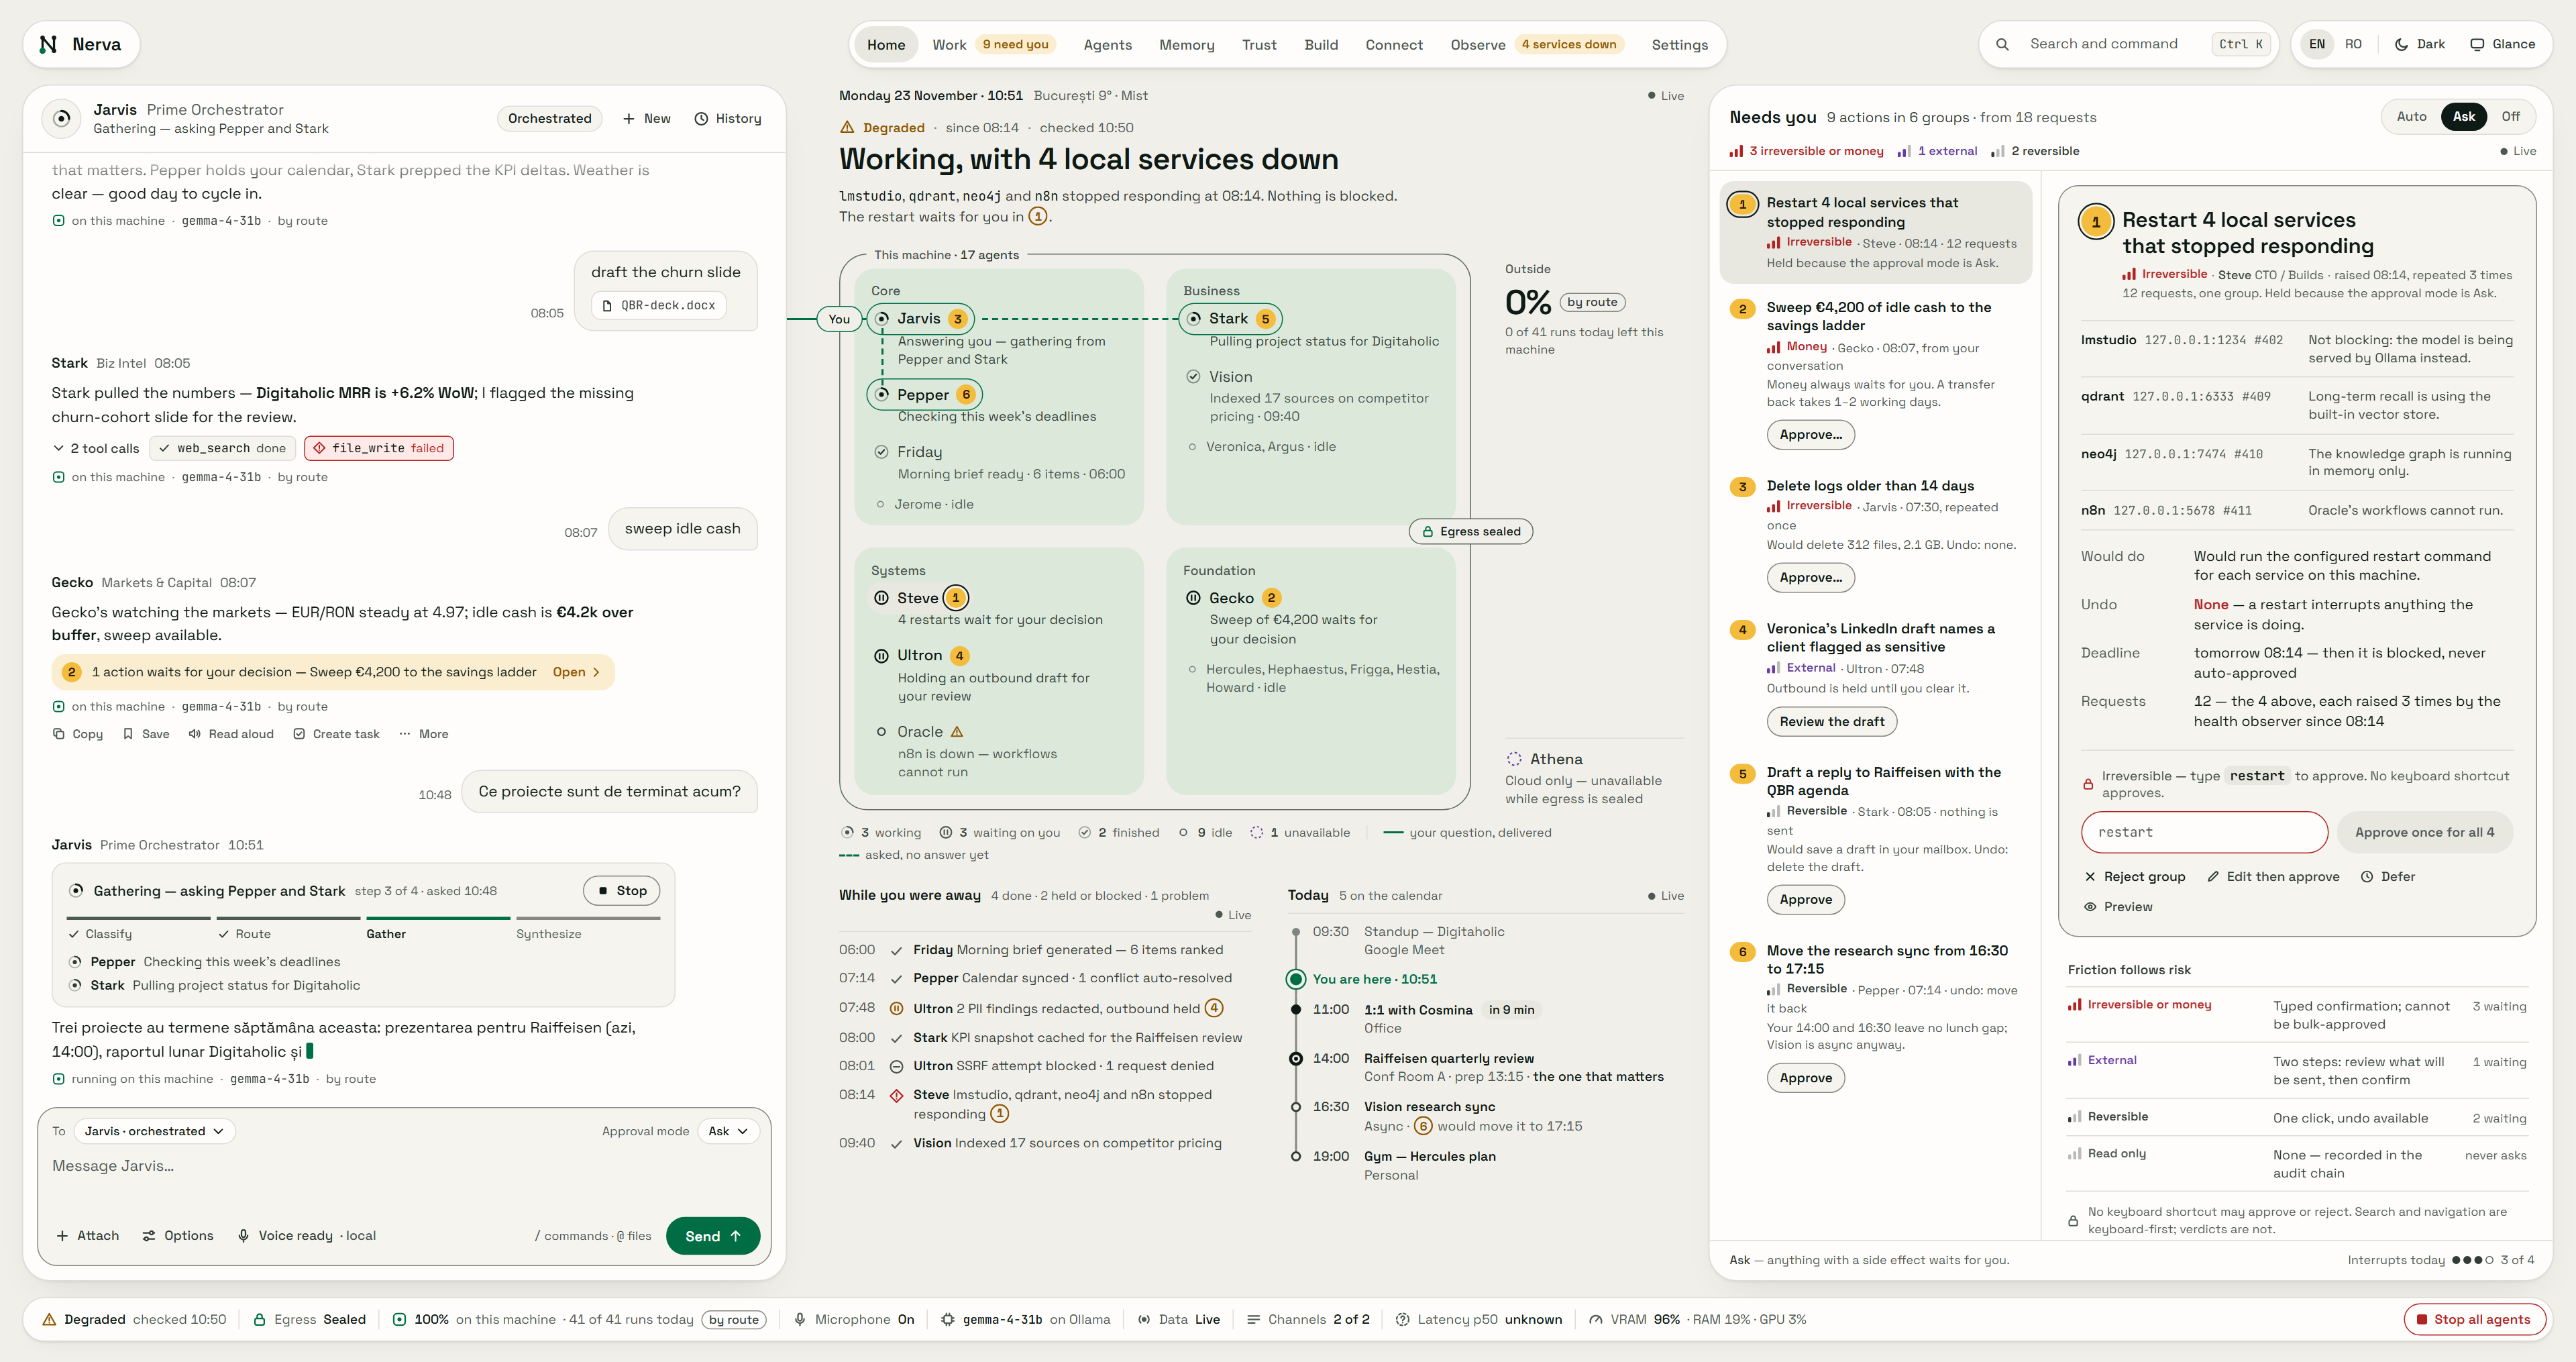 Nerva
Home
Work 9 need you
Agents
Memory
Trust
Build
Connect
Observe 4 services down
Settings
Search and command Ctrl K
EN RO
Dark
Glance
Jarvis Prime Orchestrator
Gathering — asking Pepper and Stark
Orchestrated
New
History
that matters. Pepper holds your calendar, Stark prepped the KPI deltas. Weather is
clear — good day to cycle in.
on this machine · gemma-4-31b · by route
draft the churn slide
QBR-deck.docx
08:05
Stark Biz Intel 08:05
Stark pulled the numbers — Digitaholic MRR is +6.2% WoW; I flagged the missing
churn-cohort slide for the review.
2 tool calls web_search done file_write failed
on this machine · gemma-4-31b · by route
08:07 sweep idle cash
Gecko Markets & Capital 08:07
Gecko's watching the markets — EUR/RON steady at 4.97; idle cash is €4.2k over
buffer, sweep available.
2 1 action waits for your decision — Sweep €4,200 to the savings ladder Open
on this machine · gemma-4-31b · by route
Copy Save Read aloud Create task ··· More
10:48 Ce proiecte sunt de terminat acum?
Jarvis Prime Orchestrator 10:51
Gathering — asking Pepper and Stark step 3 of 4 · asked 10:48 Stop
Classify Route Gather Synthesize
Pepper Checking this week's deadlines
Stark Pulling project status for Digitaholic
Trei proiecte au termene săptămâna aceasta: prezentarea pentru Raiffeisen (azi,
14:00), raportul lunar Digitaholic și
running on this machine · gemma-4-31b · by route
To Jarvis · orchestrated
Approval mode Ask
Message Jarvis...
Attach Options Voice ready · local / commands · @ files Send
Monday 23 November · 10:51 București 9° · Mist
Live
Degraded · since 08:14 · checked 10:50
Working, with 4 local services down
lmstudio, qdrant, neo4j and n8n stopped responding at 08:14. Nothing is blocked.
The restart waits for you in 1.
This machine · 17 agents
You
Core
Jarvis 3
Answering you — gathering from
Pepper and Stark
Pepper 6
Checking this week's deadlines
Friday
Morning brief ready · 6 items · 06:00
Jerome · idle
Business
Stark 5
Pulling project status for Digitaholic
Vision
Indexed 17 sources on competitor
pricing · 09:40
Veronica, Argus · idle
Egress sealed
Systems
Steve 1
4 restarts wait for your decision
Ultron 4
Holding an outbound draft for
your review
Oracle
n8n is down — workflows
cannot run
Foundation
Gecko 2
Sweep of €4,200 waits for
your decision
Hercules, Hephaestus, Frigga, Hestia,
Howard · idle
Outside
0% by route
0 of 41 runs today left this
machine
Athena
Cloud only — unavailable
while egress is sealed
3 working 3 waiting on you 2 finished 9 idle 1 unavailable your question, delivered
asked, no answer yet
While you were away 4 done · 2 held or blocked · 1 problem
Live
06:00 Friday Morning brief generated — 6 items ranked
07:14 Pepper Calendar synced · 1 conflict auto-resolved
07:48 Ultron 2 PII findings redacted, outbound held 4
08:00 Stark KPI snapshot cached for the Raiffeisen review
08:01 Ultron SSRF attempt blocked · 1 request denied
08:14 Steve lmstudio, qdrant, neo4j and n8n stopped
responding 1
09:40 Vision Indexed 17 sources on competitor pricing
Today 5 on the calendar
Live
09:30 Standup — Digitaholic
Google Meet
You are here · 10:51
11:00 1:1 with Cosmina in 9 min
Office
14:00 Raiffeisen quarterly review
Conf Room A · prep 13:15 · the one that matters
16:30 Vision research sync
Async · 6 would move it to 17:15
19:00 Gym — Hercules plan
Personal
Needs you 9 actions in 6 groups · from 18 requests
Auto Ask Off
3 irreversible or money 1 external 2 reversible
Live
1 Restart 4 local services that
stopped responding
Irreversible · Steve · 08:14 · 12 requests
Held because the approval mode is Ask.
2 Sweep €4,200 of idle cash to the
savings ladder
Money · Gecko · 08:07, from your
conversation
Money always waits for you. A transfer
back takes 1–2 working days.
Approve...
3 Delete logs older than 14 days
Irreversible · Jarvis · 07:30, repeated
once
Would delete 312 files, 2.1 GB. Undo: none.
Approve...
4 Veronica's LinkedIn draft names a
client flagged as sensitive
External · Ultron · 07:48
Outbound is held until you clear it.
Review the draft
5 Draft a reply to Raiffeisen with the
QBR agenda
Reversible · Stark · 08:05 · nothing is
sent
Would save a draft in your mailbox. Undo:
delete the draft.
Approve
6 Move the research sync from 16:30
to 17:15
Reversible · Pepper · 07:14 · undo: move
it back
Your 14:00 and 16:30 leave no lunch gap;
Vision is async anyway.
Approve
1 Restart 4 local services
that stopped responding
Irreversible · Steve CTO / Builds · raised 08:14, repeated 3 times
12 requests, one group. Held because the approval mode is Ask.
lmstudio 127.0.0.1:1234 #402 Not blocking: the model is being
served by Ollama instead.
qdrant 127.0.0.1:6333 #409 Long-term recall is using the
built-in vector store.
neo4j 127.0.0.1:7474 #410 The knowledge graph is running
in memory only.
n8n 127.0.0.1:5678 #411 Oracle's workflows cannot run.
Would do Would run the configured restart command
for each service on this machine.
Undo None — a restart interrupts anything the
service is doing.
Deadline tomorrow 08:14 — then it is blocked, never
auto-approved
Requests 12 — the 4 above, each raised 3 times by the
health observer since 08:14
Irreversible — type restart to approve. No keyboard shortcut
approves.
restart Approve once for all 4
Reject group Edit then approve Defer
Preview
Friction follows risk
Irreversible or money Typed confirmation; cannot 3 waiting
be bulk-approved
External Two steps: review what will 1 waiting
be sent, then confirm
Reversible One click, undo available 2 waiting
Read only None — recorded in the never asks
audit chain
No keyboard shortcut may approve or reject. Search and navigation are
keyboard-first; verdicts are not.
Ask — anything with a side effect waits for you.
Interrupts today 3 of 4
Degraded checked 10:50
Egress Sealed
100% on this machine · 41 of 41 runs today by route
Microphone On
gemma-4-31b on Ollama
Data Live
Channels 2 of 2
Latency p50 unknown
VRAM 96% · RAM 19% · GPU 3%
Stop all agents